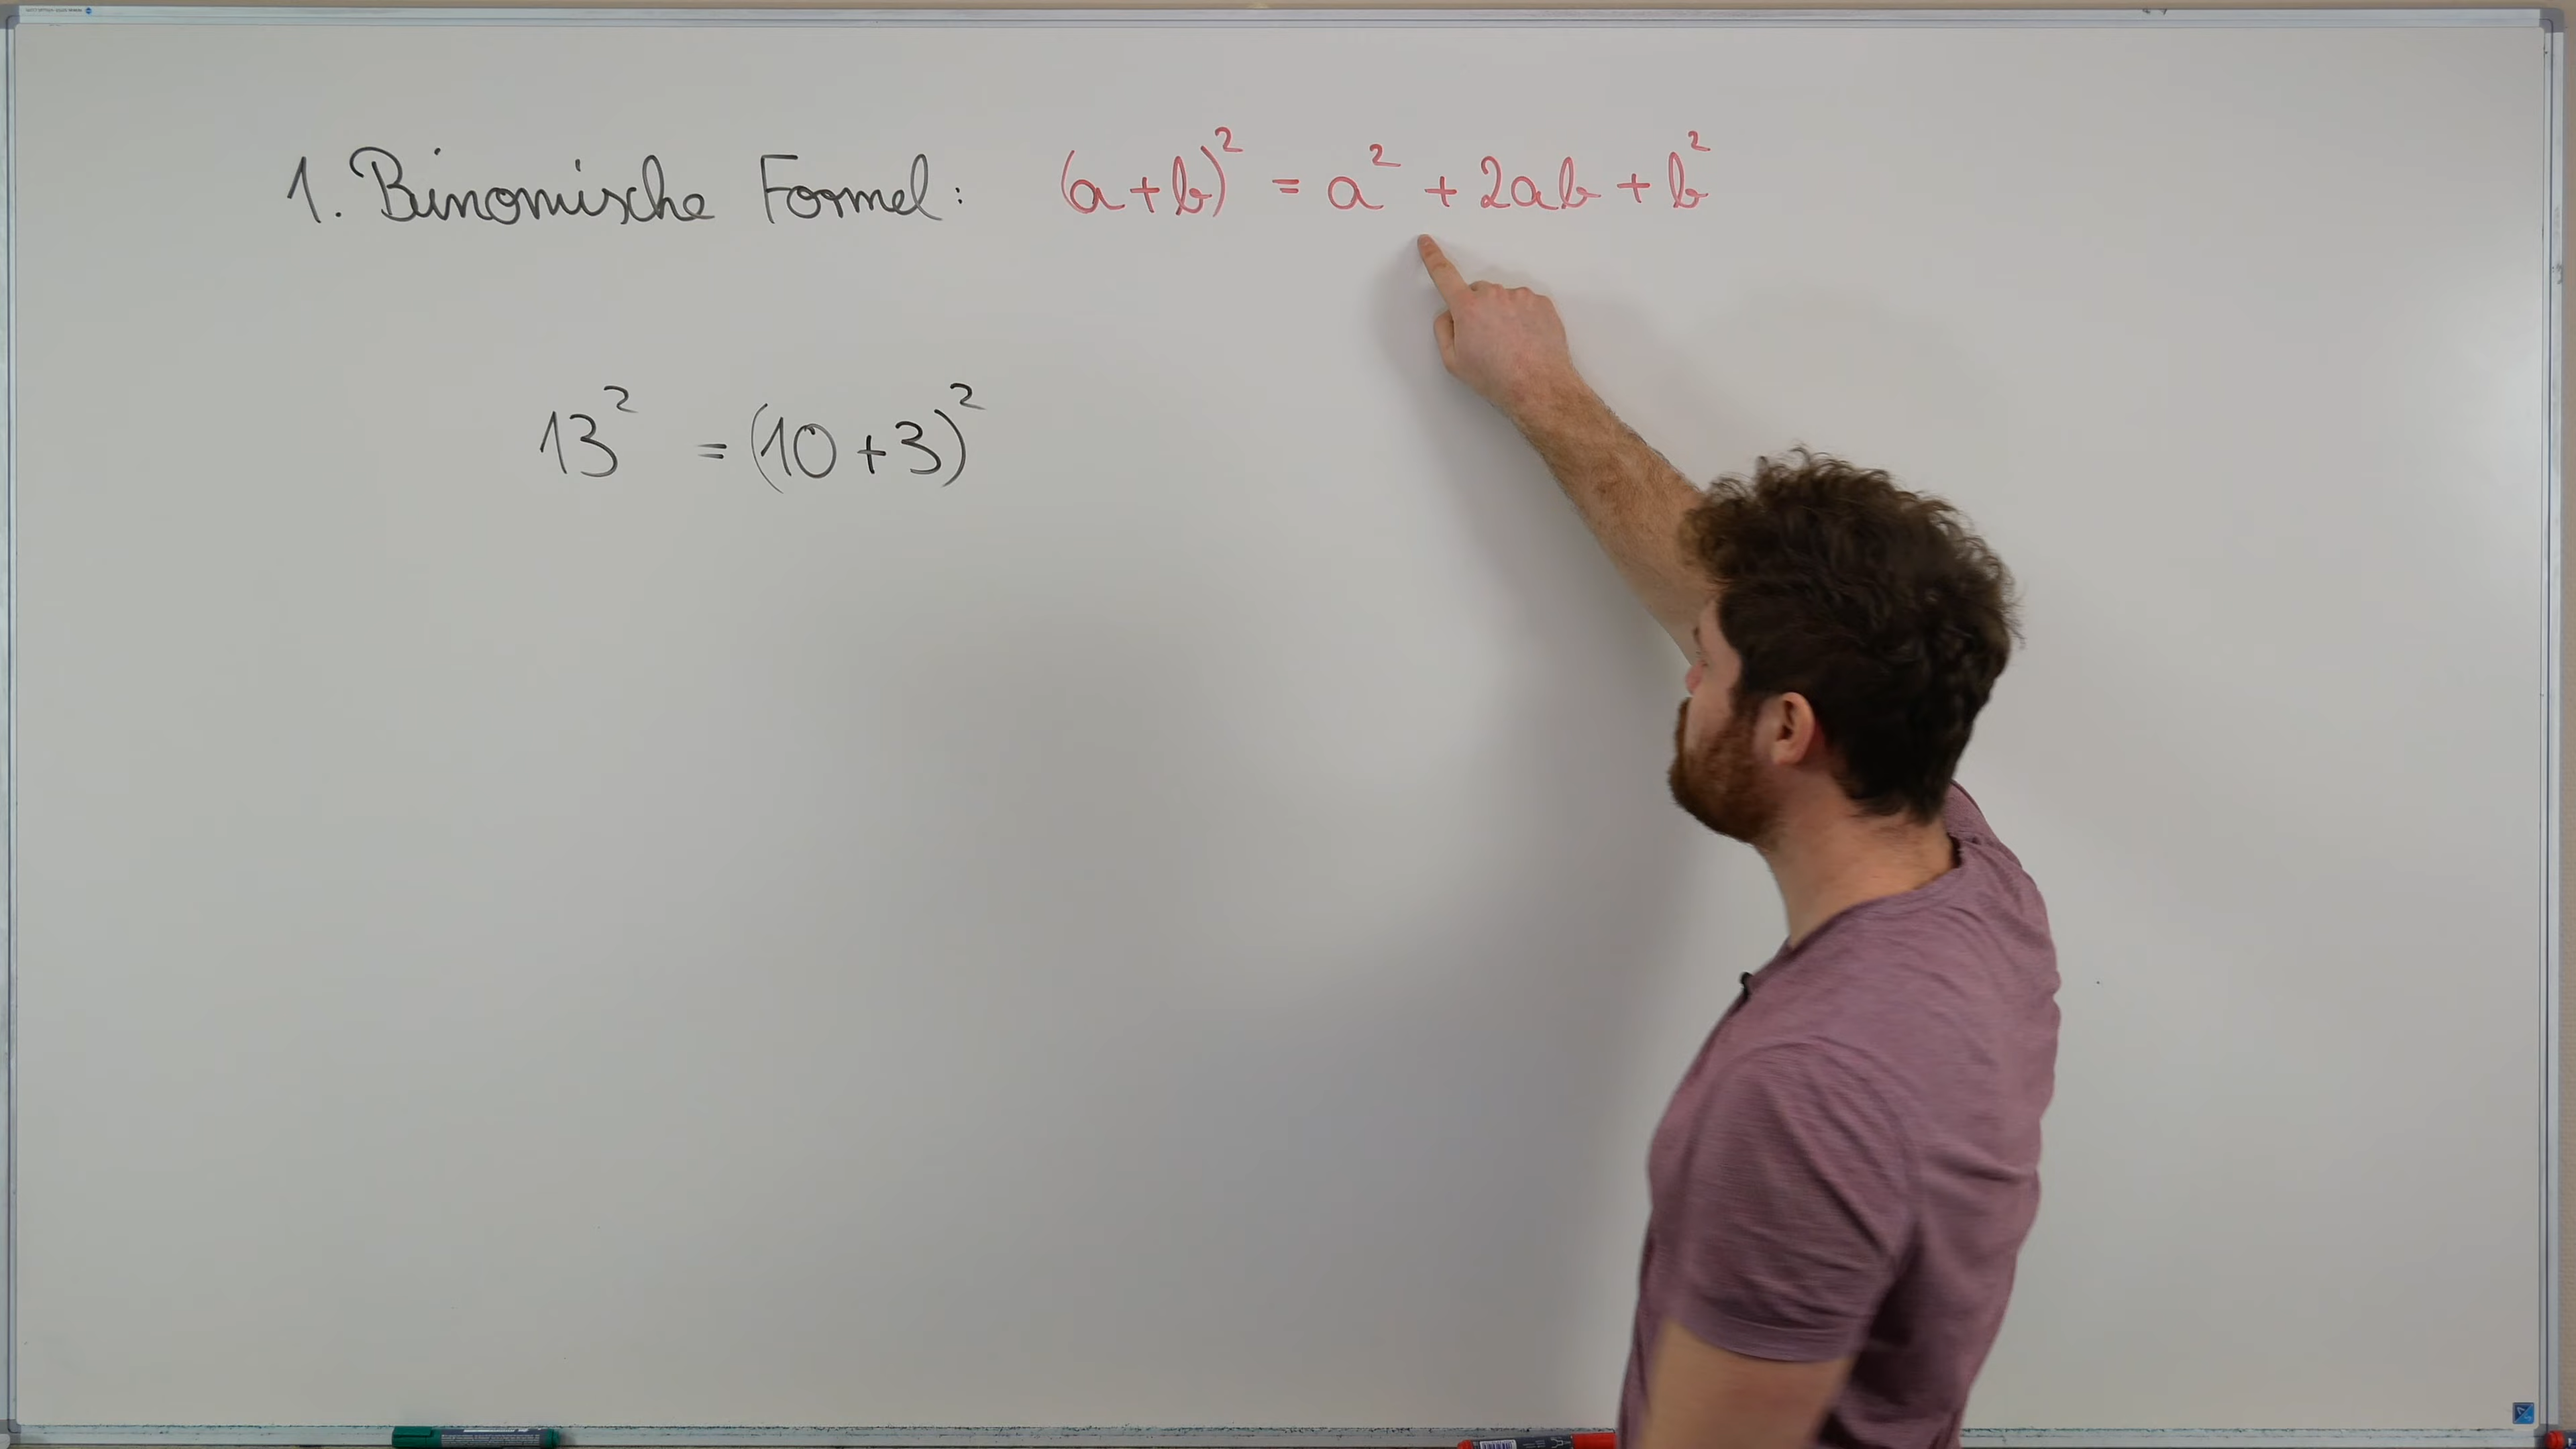 1. Binomische Formel: (a+b)² = a² + 2ab + b²
13² = (10+3)²